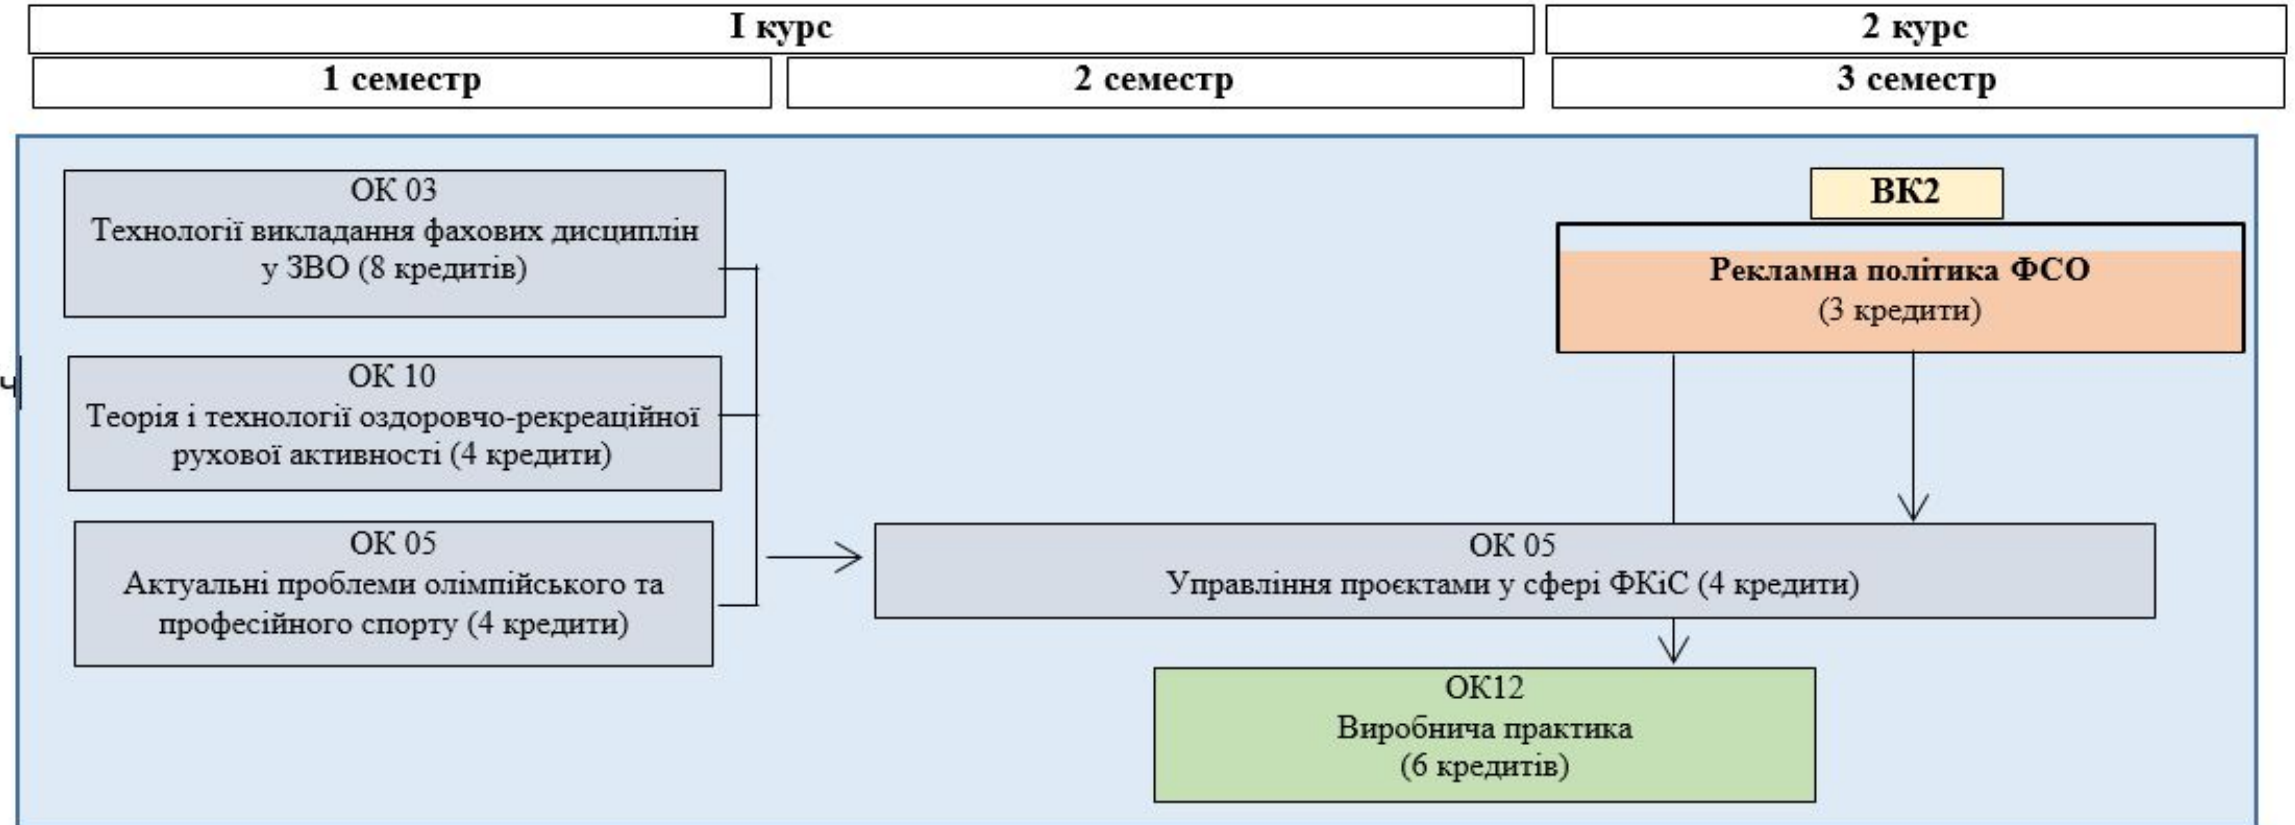 І курс
2 курс
1 семестр
2 семестр
3 семестр
ОК 03
Технології викладання фахових дисциплін
у ЗВО (8 кредитів)
ВК2
Рекламна політика ФСО
(3 кредити)
ч
ОК 10
Теорія і технології оздоровчо-рекреаційної
рухової активності (4 кредити)
ОК 05
Актуальні проблеми олімпійського та
професійного спорту (4 кредити)
ОК 05
Управління проєктами у сфері ФКіС (4 кредити)
ОК12
Виробнича практика
(6 кредитів)